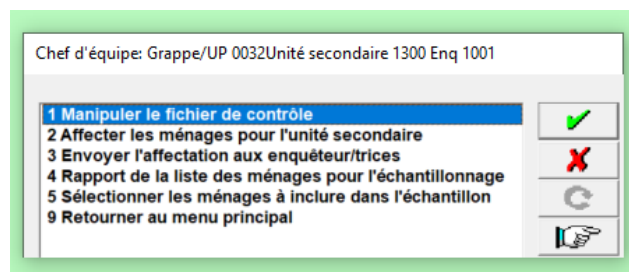 Chef d'équipe: Grappe/UP 0032Unité secondaire 1300 Enq 1001
1 Manipuler le fichier de contrôle
2 Affecter les ménages pour l'unité secondaire
3 Envoyer l'affectation aux enquêteur/trices
4 Rapport de la liste des ménages pour l'échantillonnage
5 Sélectionner les ménages à inclure dans l'échantillon
9 Retourner au menu principal